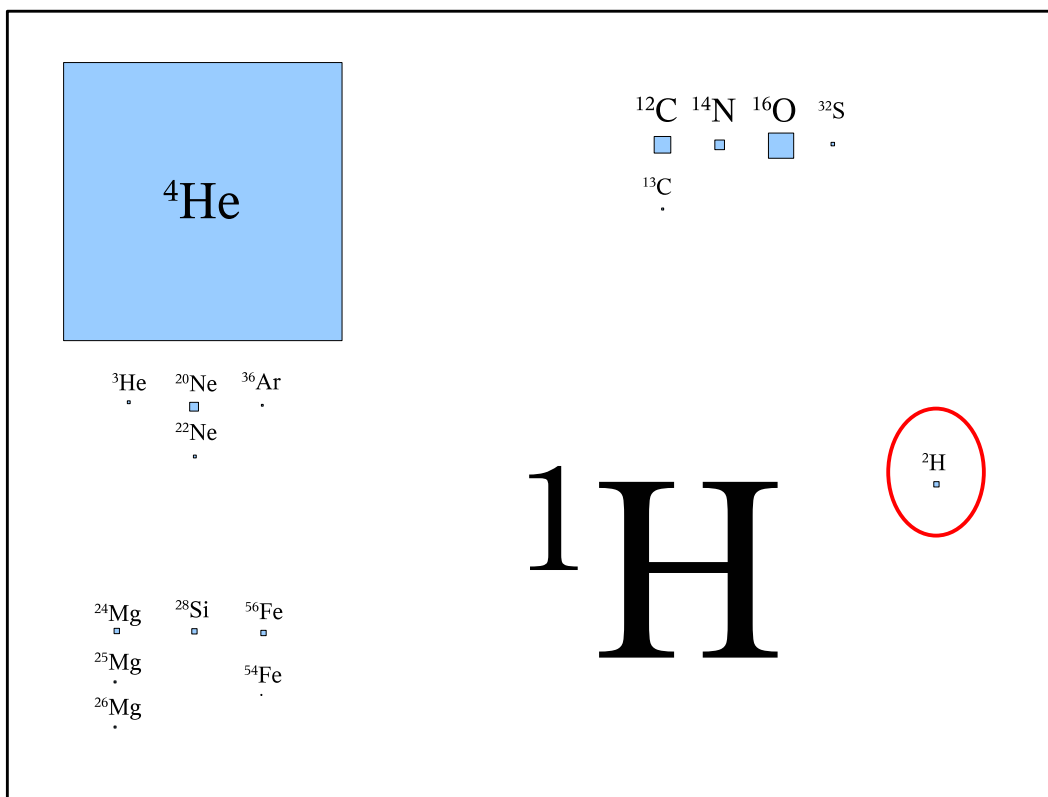 ¹²C ¹⁴N ¹⁶O ³²S
⁴He
¹³C
³He ²⁰Ne ³⁶Ar
²²Ne
¹H
²H
²⁴Mg ²⁸Si ⁵⁶Fe
²⁵Mg ⁵⁴Fe
²⁶Mg